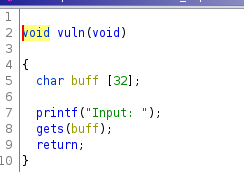 1
2 void vuln(void)
3
4 {
5 char buff [32];
6
7 printf("Input: ");
8 gets(buff);
9 return;
10 }